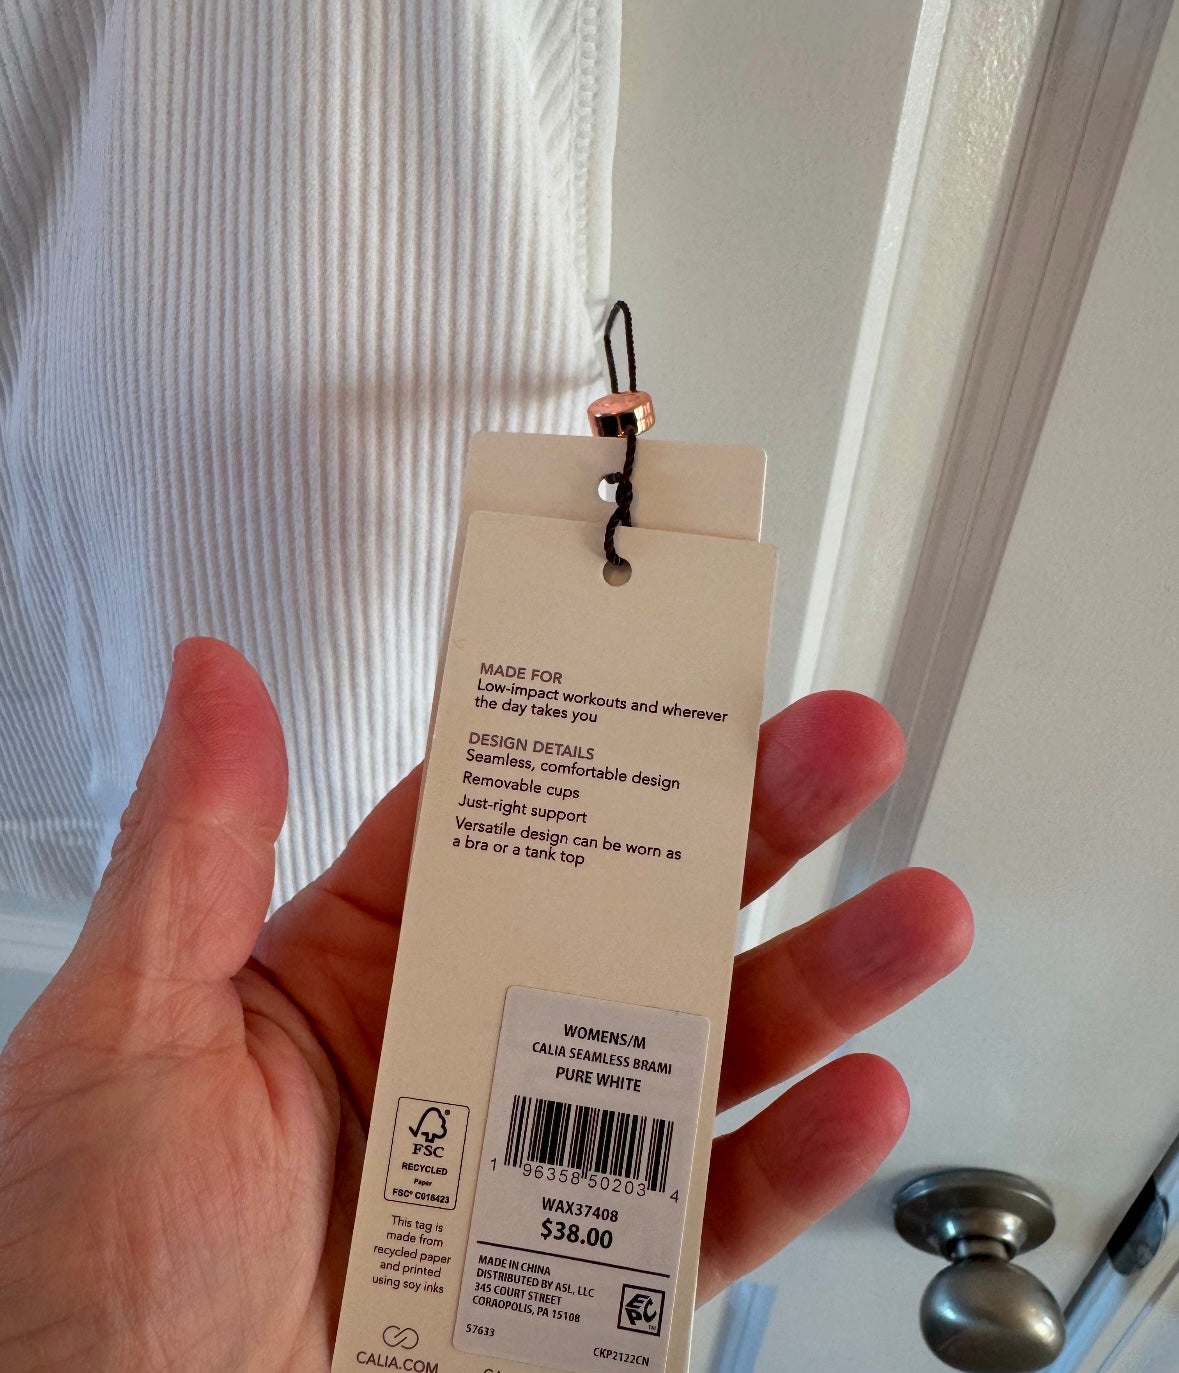 MADE FOR
Low-impact workouts and wherever
the day takes you
DESIGN DETAILS
Seamless, comfortable design
Removable cups
Just-right support
Versatile design can be worn as
a bra or a tank top
WOMENS/M
CALIA SEAMLESS BRAMI
PURE WHITE
1 96358 50203 4
WAX37408
$38.00
MADE IN CHINA
DISTRIBUTED BY ASL, LLC
345 COURT STREET
CORAOPOLIS, PA 15108
EPC™
57633
CKP2122CN
FSC®
RECYCLED
Paper
FSC® C016423
This tag is
made from
recycled paper
and printed
using soy inks
CALIA.COM